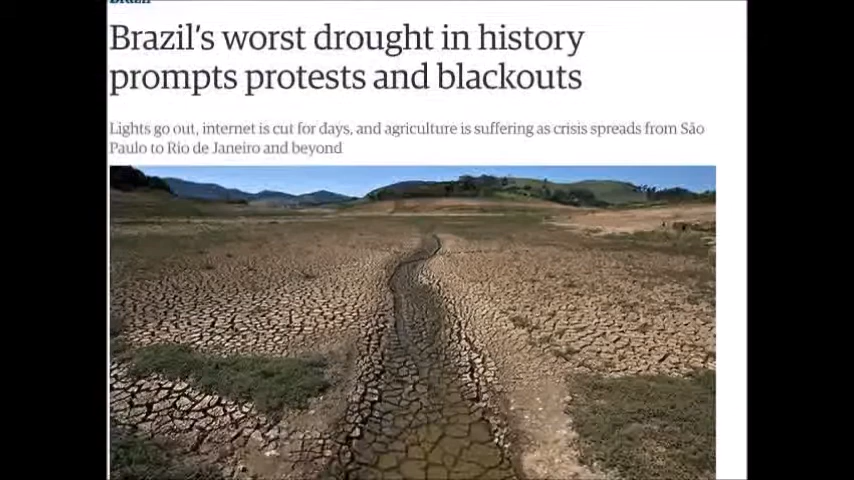 Brazil
Brazil's worst drought in history
prompts protests and blackouts
Lights go out, internet is cut for days, and agriculture is suffering as crisis spreads from São
Paulo to Rio de Janeiro and beyond